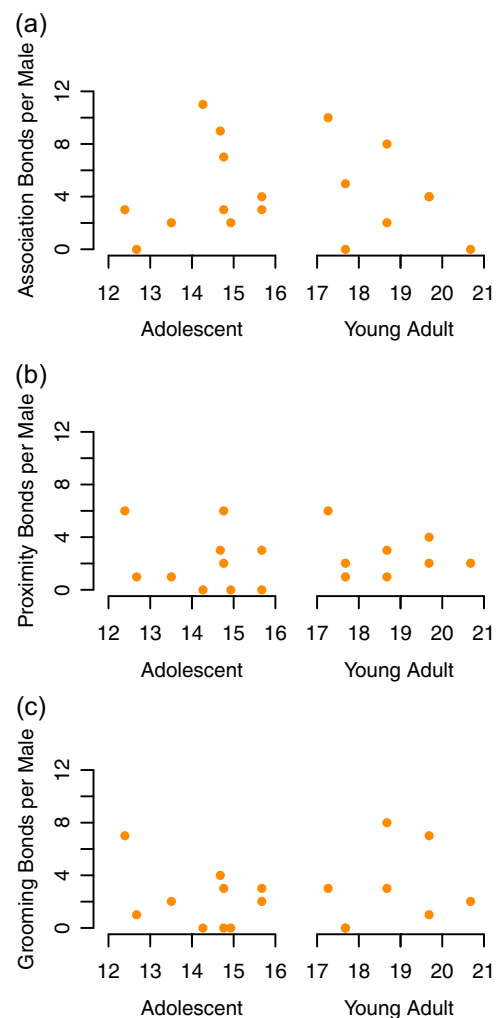 (a)
Association Bonds per Male
0 4 8 12
12 13 14 15 16 17 18 19 20 21
Adolescent Young Adult
(b)
Proximity Bonds per Male
0 4 8 12
12 13 14 15 16 17 18 19 20 21
Adolescent Young Adult
(c)
Grooming Bonds per Male
0 4 8 12
12 13 14 15 16 17 18 19 20 21
Adolescent Young Adult